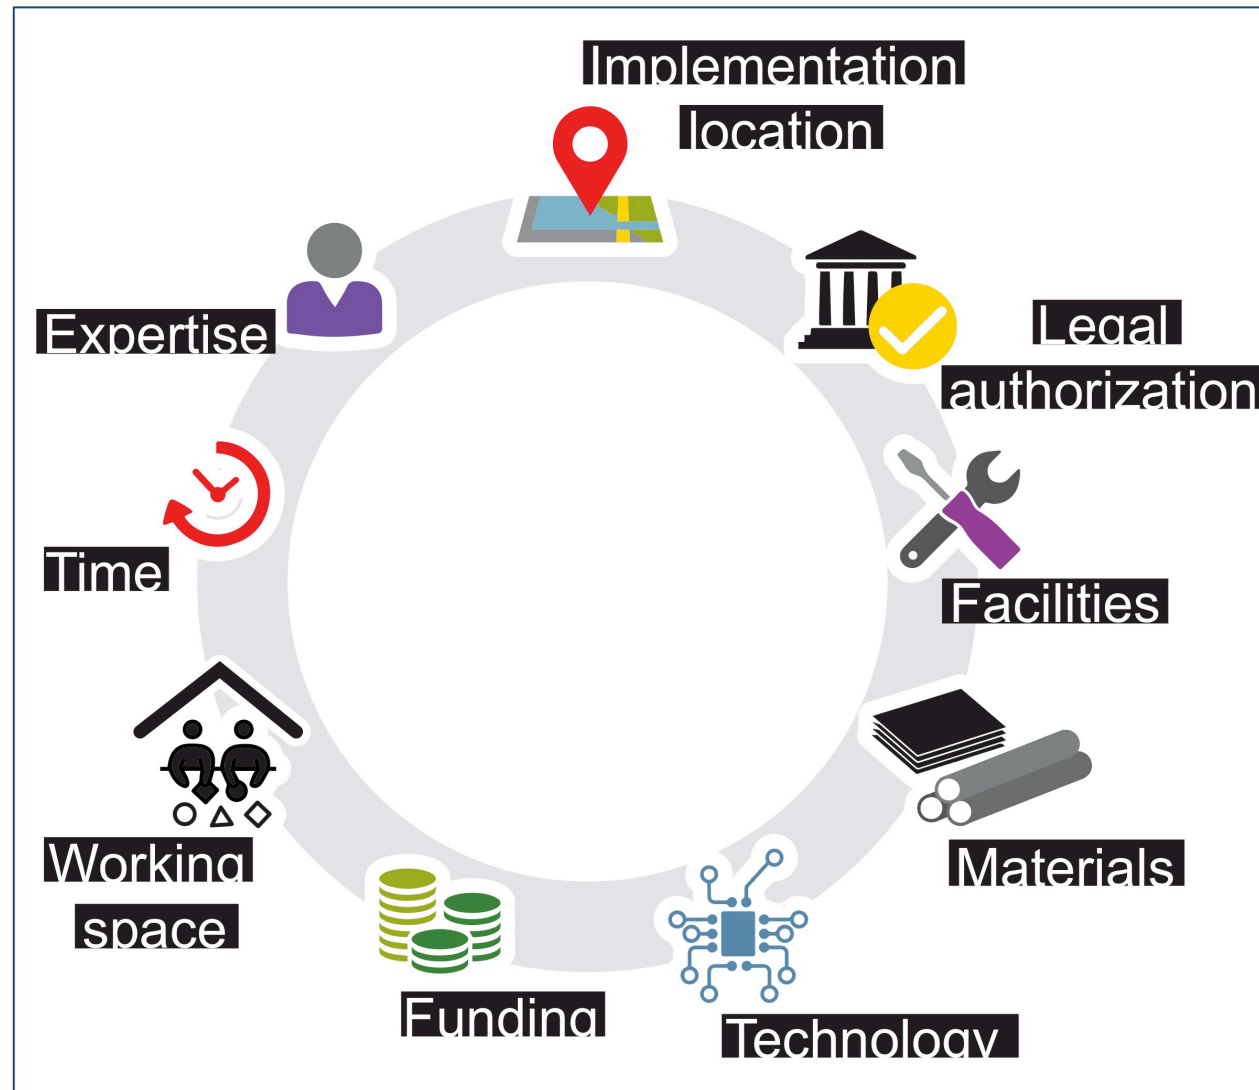 Implementation
location
Legal
authorization
Facilities
Materials
Technology
Funding
Working
space
Time
Expertise